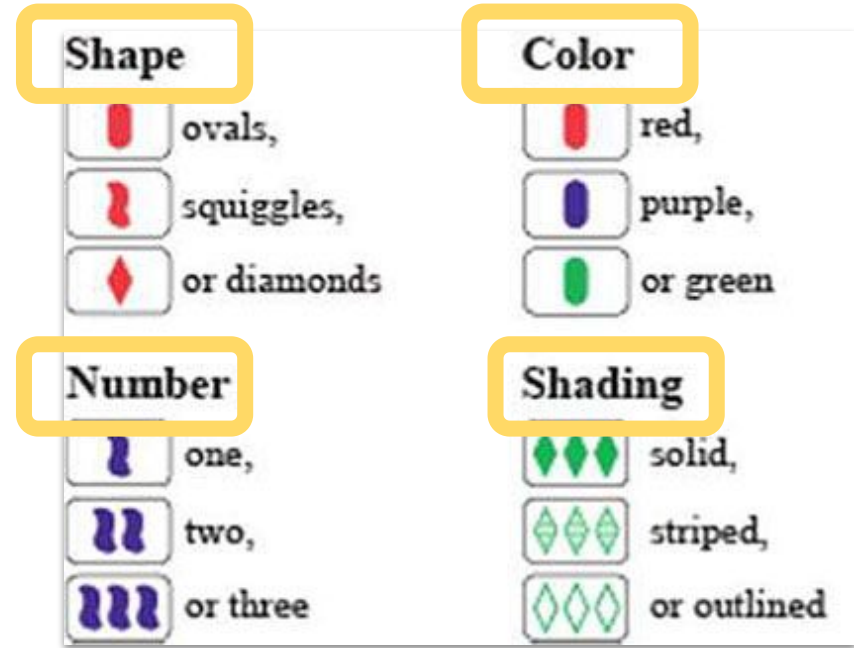 Shape
ovals,
squiggles,
or diamonds
Color
red,
purple,
or green
Number
one,
two,
or three
Shading
solid,
striped,
or outlined